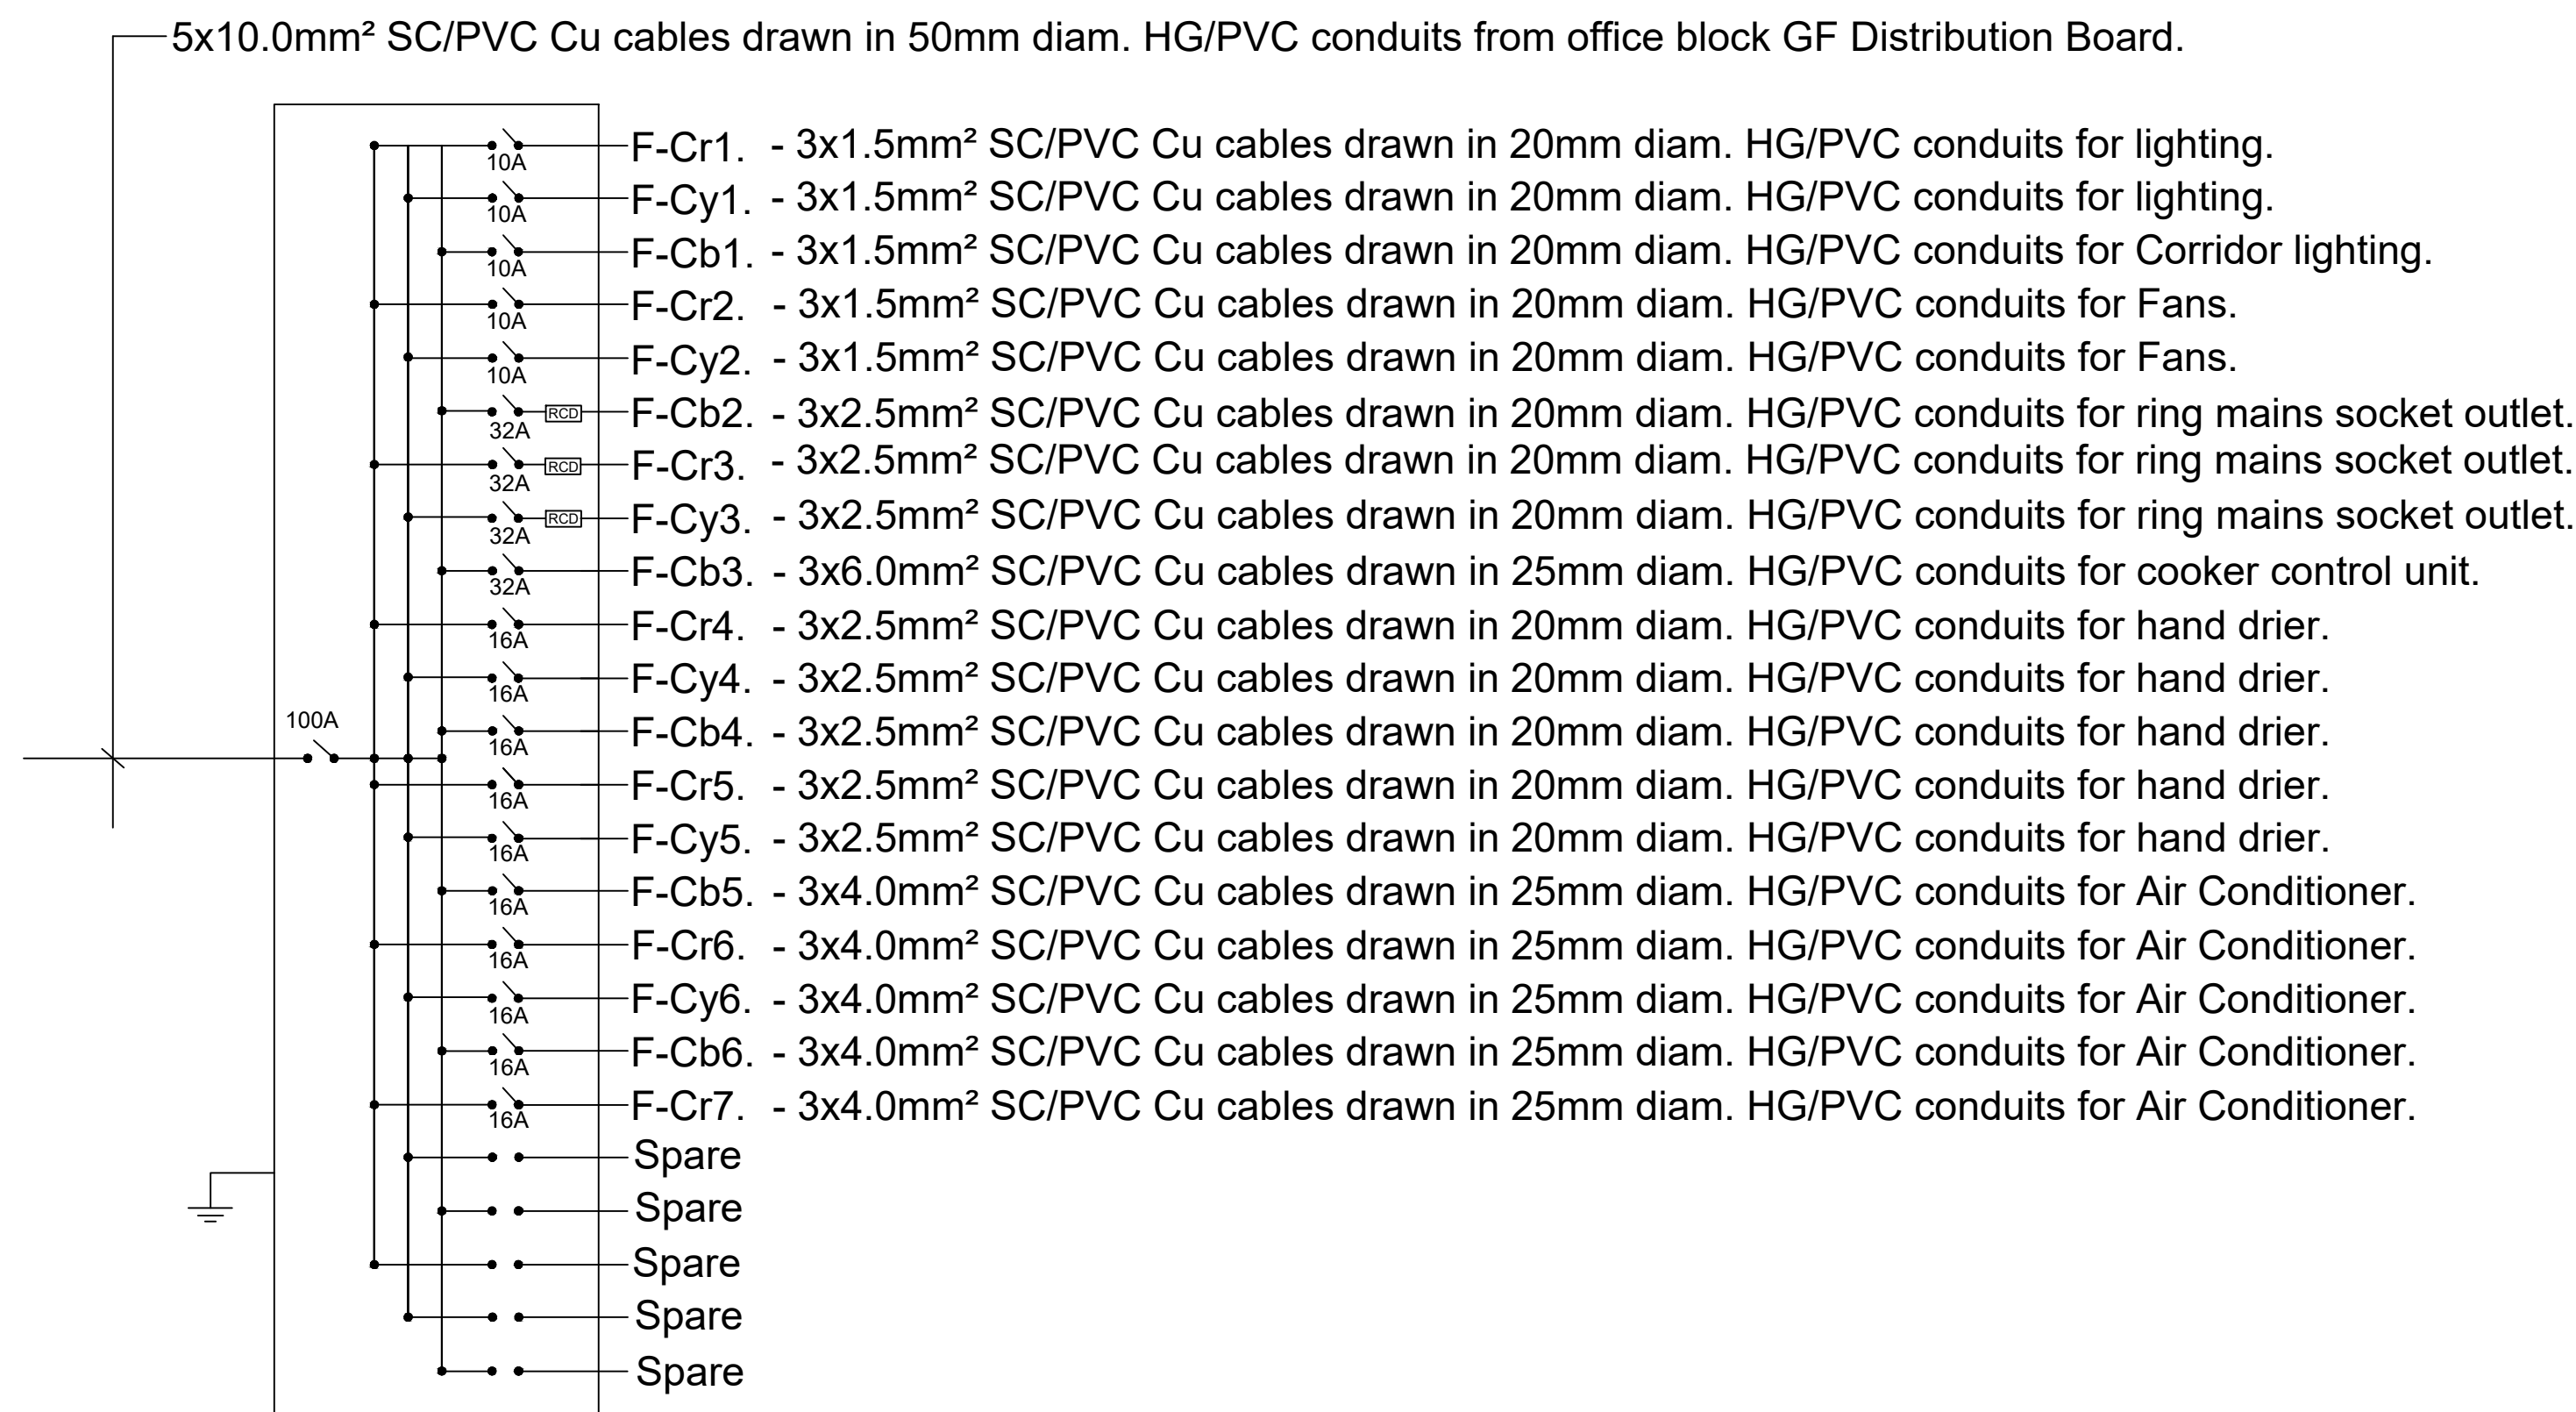 5x10.0mm² SC/PVC Cu cables drawn in 50mm diam. HG/PVC conduits from office block GF Distribution Board.
10A F-Cr1. - 3x1.5mm² SC/PVC Cu cables drawn in 20mm diam. HG/PVC conduits for lighting.
10A F-Cy1. - 3x1.5mm² SC/PVC Cu cables drawn in 20mm diam. HG/PVC conduits for lighting.
10A F-Cb1. - 3x1.5mm² SC/PVC Cu cables drawn in 20mm diam. HG/PVC conduits for Corridor lighting.
10A F-Cr2. - 3x1.5mm² SC/PVC Cu cables drawn in 20mm diam. HG/PVC conduits for Fans.
10A F-Cy2. - 3x1.5mm² SC/PVC Cu cables drawn in 20mm diam. HG/PVC conduits for Fans.
32A RCD F-Cb2. - 3x2.5mm² SC/PVC Cu cables drawn in 20mm diam. HG/PVC conduits for ring mains socket outlet.
32A RCD F-Cr3. - 3x2.5mm² SC/PVC Cu cables drawn in 20mm diam. HG/PVC conduits for ring mains socket outlet.
32A RCD F-Cy3. - 3x2.5mm² SC/PVC Cu cables drawn in 20mm diam. HG/PVC conduits for ring mains socket outlet.
32A F-Cb3. - 3x6.0mm² SC/PVC Cu cables drawn in 25mm diam. HG/PVC conduits for cooker control unit.
16A F-Cr4. - 3x2.5mm² SC/PVC Cu cables drawn in 20mm diam. HG/PVC conduits for hand drier.
16A F-Cy4. - 3x2.5mm² SC/PVC Cu cables drawn in 20mm diam. HG/PVC conduits for hand drier.
100A
16A F-Cb4. - 3x2.5mm² SC/PVC Cu cables drawn in 20mm diam. HG/PVC conduits for hand drier.
16A F-Cr5. - 3x2.5mm² SC/PVC Cu cables drawn in 20mm diam. HG/PVC conduits for hand drier.
16A F-Cy5. - 3x2.5mm² SC/PVC Cu cables drawn in 20mm diam. HG/PVC conduits for hand drier.
16A F-Cb5. - 3x4.0mm² SC/PVC Cu cables drawn in 25mm diam. HG/PVC conduits for Air Conditioner.
16A F-Cr6. - 3x4.0mm² SC/PVC Cu cables drawn in 25mm diam. HG/PVC conduits for Air Conditioner.
16A F-Cy6. - 3x4.0mm² SC/PVC Cu cables drawn in 25mm diam. HG/PVC conduits for Air Conditioner.
16A F-Cb6. - 3x4.0mm² SC/PVC Cu cables drawn in 25mm diam. HG/PVC conduits for Air Conditioner.
16A F-Cr7. - 3x4.0mm² SC/PVC Cu cables drawn in 25mm diam. HG/PVC conduits for Air Conditioner.
Spare
Spare
Spare
Spare
Spare